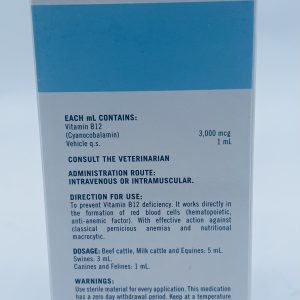 EACH mL CONTAINS:
Vitamin B12
(Cyanocobalamin) 3,000 mcg
Vehicle q.s. 1 mL
CONSULT THE VETERINARIAN
ADMINISTRATION ROUTE:
INTRAVENOUS OR INTRAMUSCULAR.
DIRECTION FOR USE:
To prevent Vitamin B12 deficiency. It works directly in
the formation of red blood cells (hematopoietic,
anti-anemic factor). With effective action against
classical pernicious anemias and nutritional
macrocytic.
DOSAGE: Beef cattle, Milk cattle and Equines: 5 mL.
Swines: 3 mL.
Canines and Felines: 1 mL.
WARNINGS:
Use sterile material for every application. This medication
has a zero day withdrawal period. Keep at a temperature